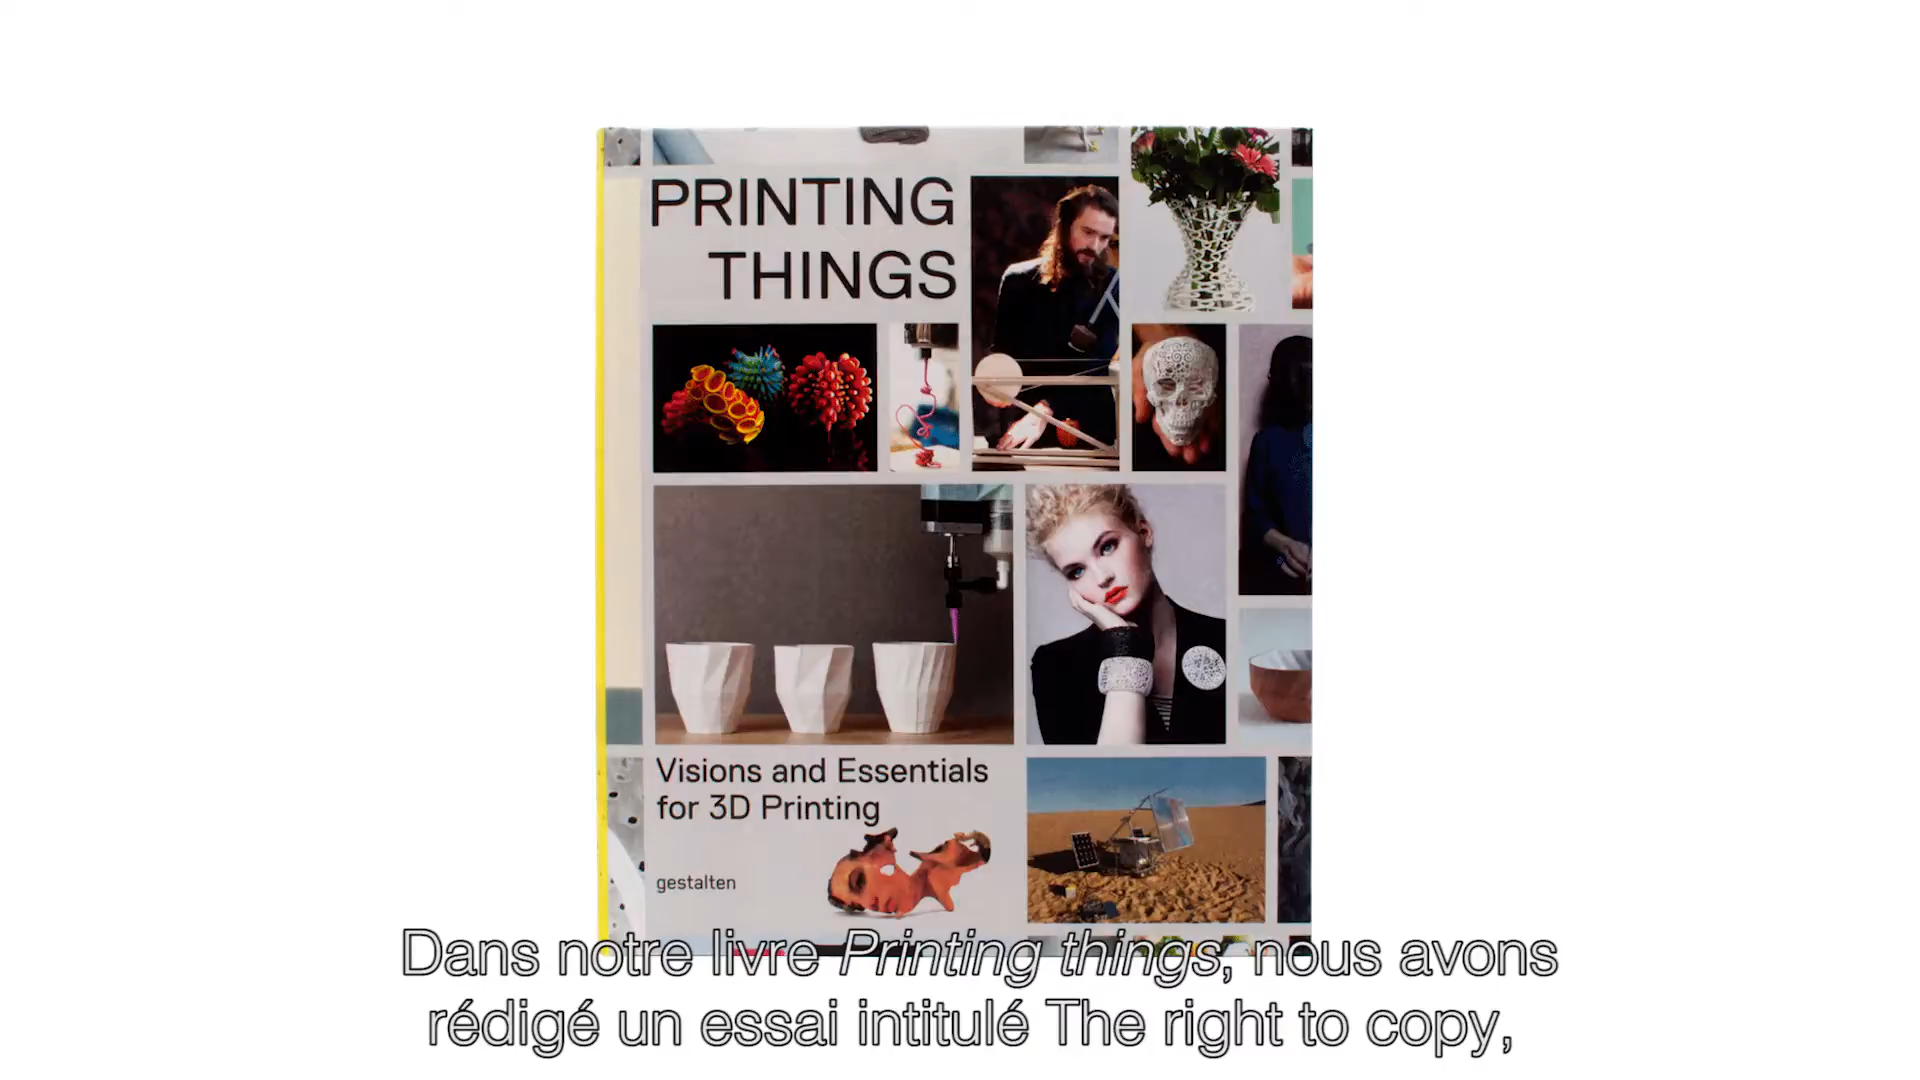 PRINTING
THINGS
Visions and Essentials
for 3D Printing
gestalten
Dans notre livre Printing things, nous avons
rédigé un essai intitulé The right to copy,